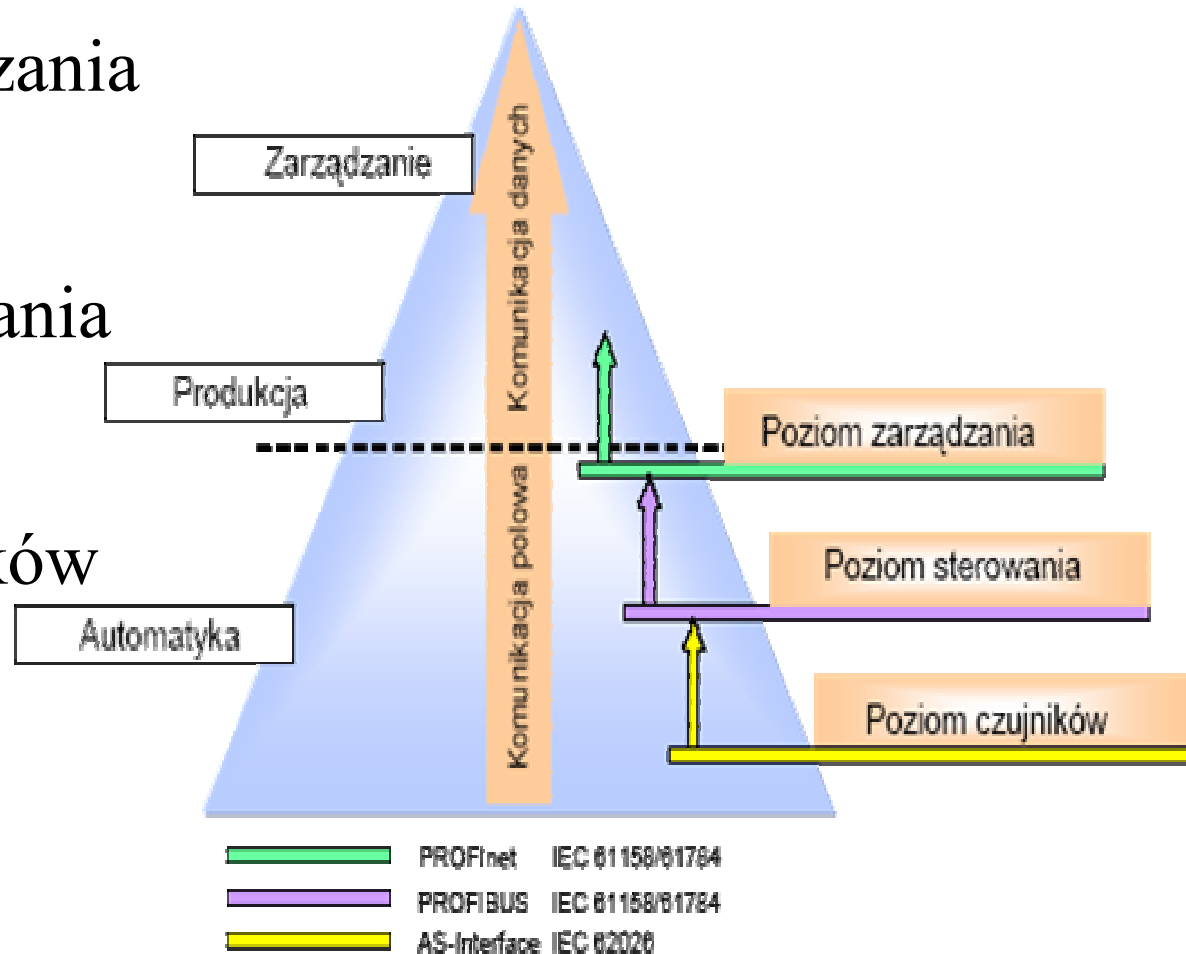 zania
Zarządzanie
Komunikacja danych
ania
Produkcja
Poziom zarządzania
Komunikacja polowa
ków
Poziom sterowania
Automatyka
Poziom czujników
PROFInet IEC 61158/61784
PROFIBUS IEC 61158/61784
AS-Interface IEC 62026